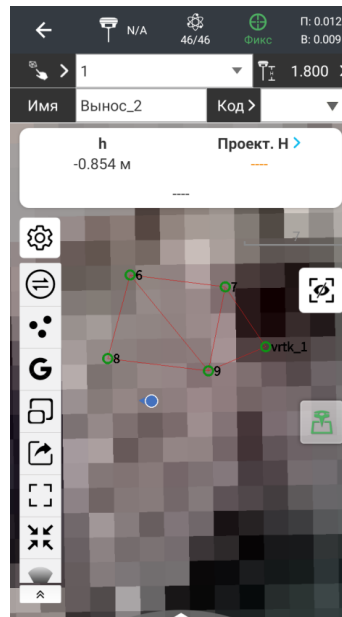 N/A
46/46
Фикс
П: 0.012
В: 0.009
1
1.800
Имя
Вынос_2
Код >
h
Проект. Н >
-0.854 м
----
----
7
6
7
vrtk_1
8
9
G